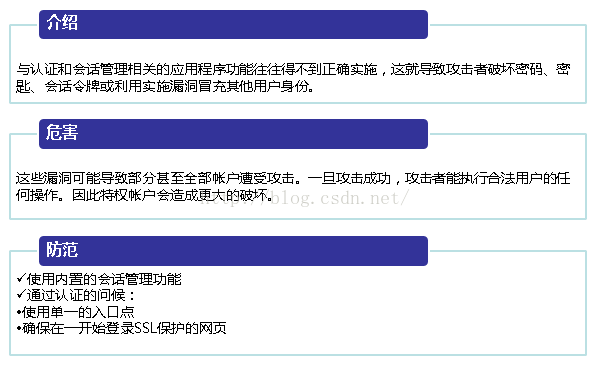 介绍
与认证和会话管理相关的应用程序功能往往得不到正确实施，这就导致攻击者破坏密码、密
匙、会话令牌或利用实施漏洞冒充其他用户身份。
危害
这些漏洞可能导致部分甚至全部帐户遭受攻击。一旦攻击成功，攻击者能执行合法用户的任
何操作。因此特权帐户会造成更大的破坏。
http://blog.csdn.net/
防范
✓使用内置的会话管理功能
✓通过认证的问候：
•使用单一的入口点
•确保在一开始登录SSL保护的网页